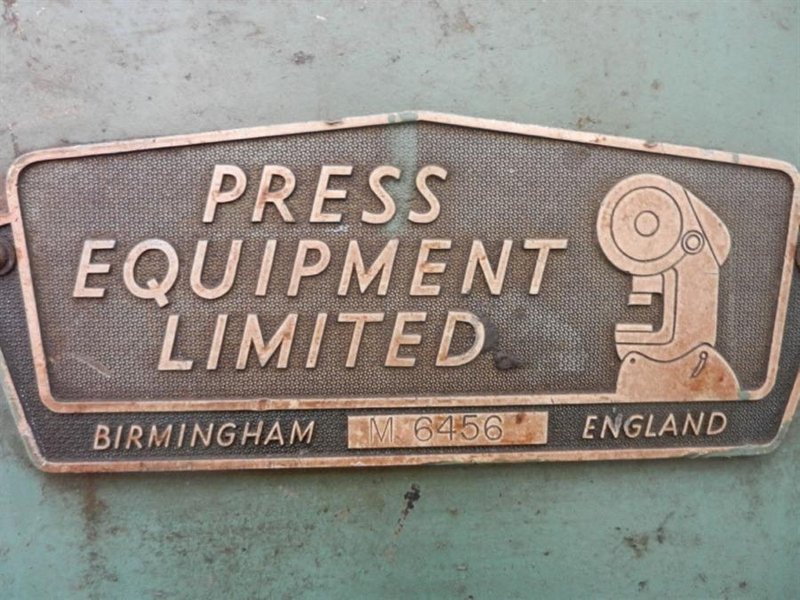 PRESS
EQUIPMENT
LIMITED
BIRMINGHAM M 6456 ENGLAND